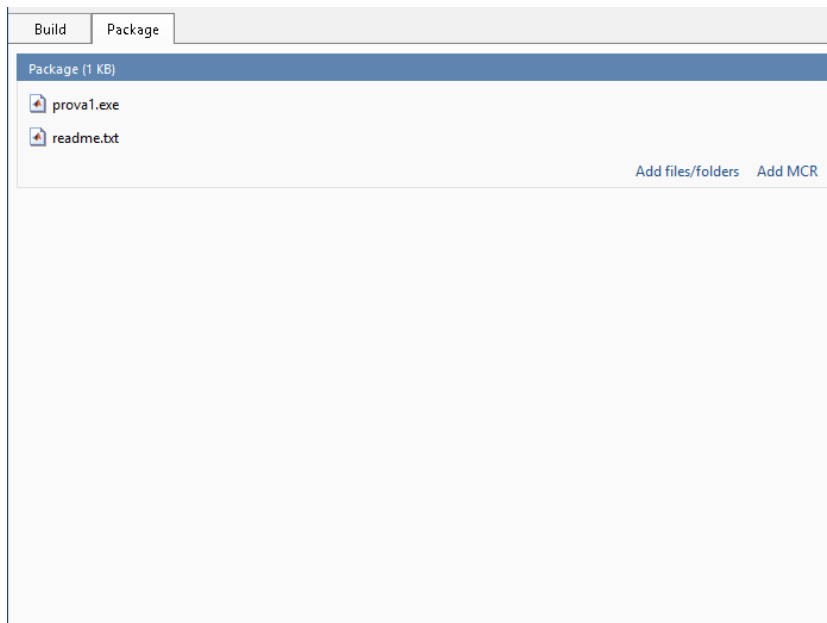 Build Package
Package (1 KB)
prova1.exe
readme.txt
Add files/folders Add MCR